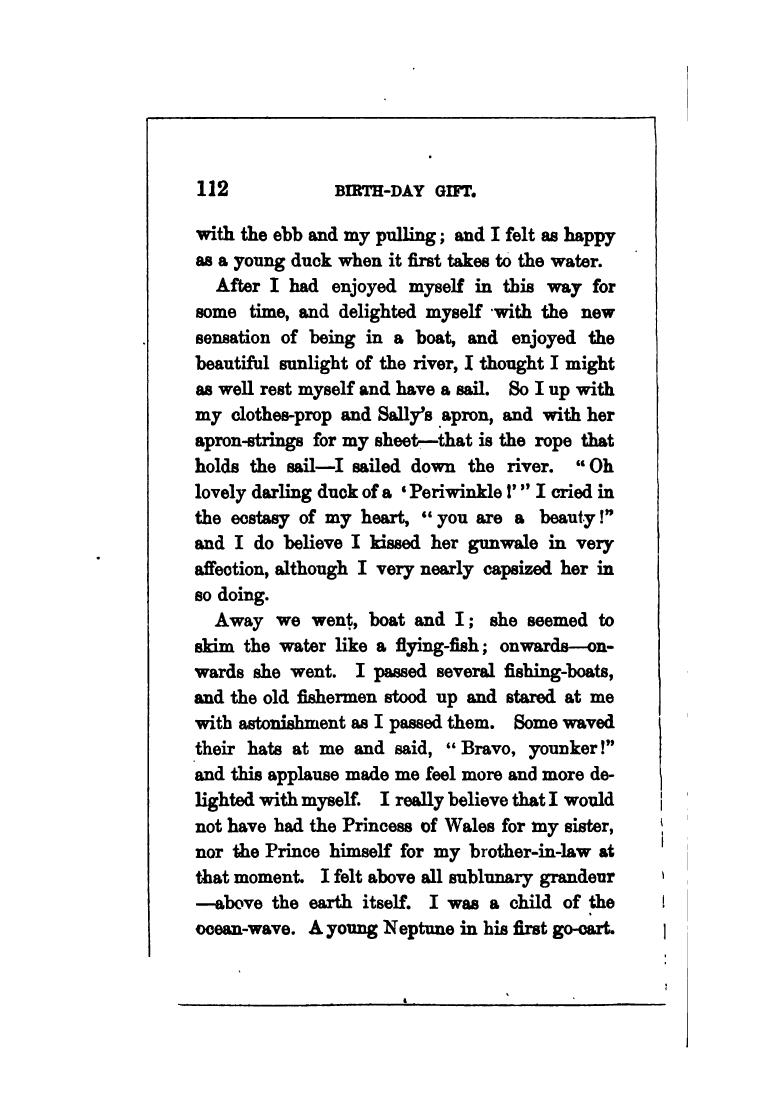 112 BIRTH-DAY GIFT.
with the ebb and my pulling; and I felt as happy
as a young duck when it first takes to the water.
After I had enjoyed myself in this way for
some time, and delighted myself with the new
sensation of being in a boat, and enjoyed the
beautiful sunlight of the river, I thought I might
as well rest myself and have a sail. So I up with
my clothes-prop and Sally's apron, and with her
apron-strings for my sheet—that is the rope that
holds the sail—I sailed down the river. "Oh
lovely darling duck of a 'Periwinkle!'" I cried in
the ecstasy of my heart, "you are a beauty!"
and I do believe I kissed her gunwale in very
affection, although I very nearly capsized her in
so doing.
Away we went, boat and I; she seemed to
skim the water like a flying-fish; onwards—on-
wards she went. I passed several fishing-boats,
and the old fishermen stood up and stared at me
with astonishment as I passed them. Some waved
their hats at me and said, "Bravo, younker!"
and this applause made me feel more and more de-
lighted with myself. I really believe that I would
not have had the Princess of Wales for my sister,
nor the Prince himself for my brother-in-law at
that moment. I felt above all sublunary grandeur
—above the earth itself. I was a child of the
ocean-wave. A young Neptune in his first go-cart.